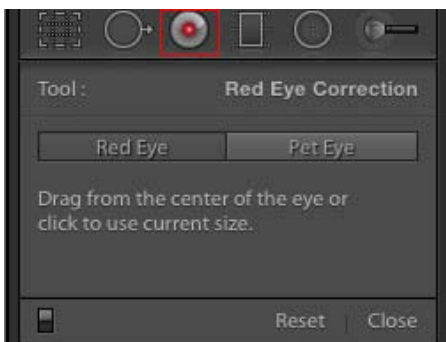 Tool : Red Eye Correction
Red Eye Pet Eye
Drag from the center of the eye or
click to use current size.
Reset Close